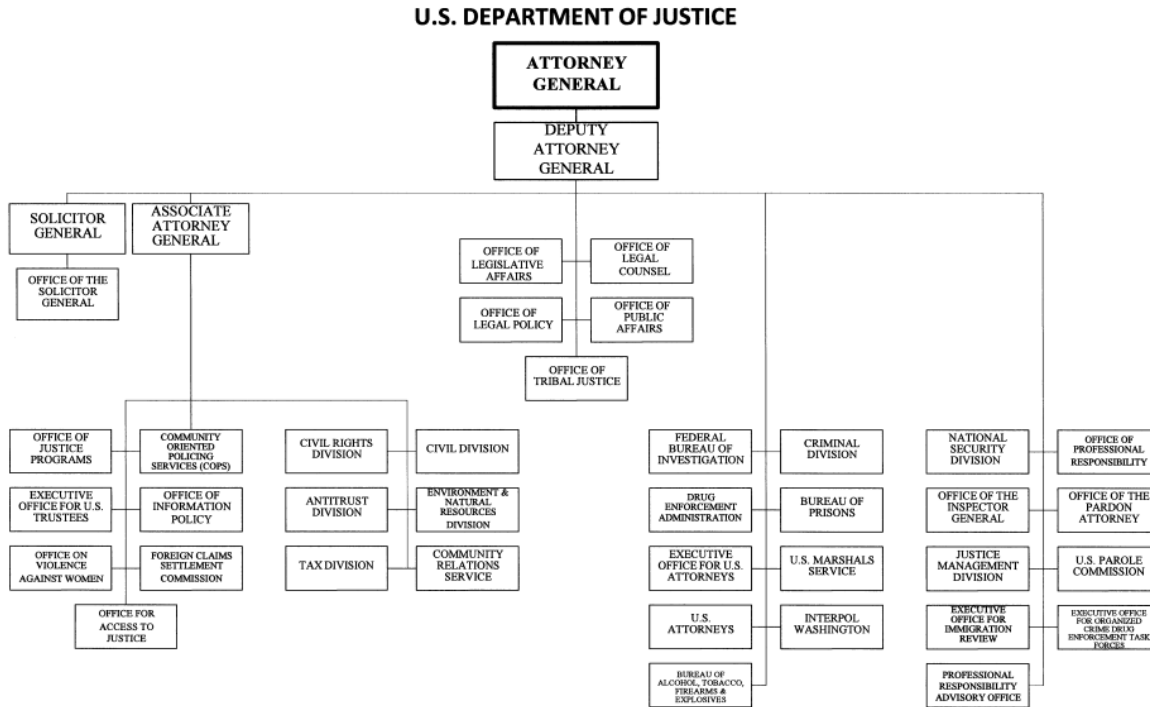 U.S. DEPARTMENT OF JUSTICE
ATTORNEY
GENERAL
DEPUTY
ATTORNEY
GENERAL
SOLICITOR
GENERAL
ASSOCIATE
ATTORNEY
GENERAL
OFFICE OF THE
SOLICITOR
GENERAL
OFFICE OF
LEGISLATIVE
AFFAIRS
OFFICE OF
LEGAL
COUNSEL
OFFICE OF
LEGAL POLICY
OFFICE OF
PUBLIC
AFFAIRS
OFFICE OF
TRIBAL JUSTICE
OFFICE OF
JUSTICE
PROGRAMS
COMMUNITY
ORIENTED
POLICING
SERVICES (COPS)
CIVIL RIGHTS
DIVISION
CIVIL DIVISION
FEDERAL
BUREAU OF
INVESTIGATION
CRIMINAL
DIVISION
NATIONAL
SECURITY
DIVISION
OFFICE OF
PROFESSIONAL
RESPONSIBILITY
EXECUTIVE
OFFICE FOR U.S.
TRUSTEES
OFFICE OF
INFORMATION
POLICY
ANTITRUST
DIVISION
ENVIRONMENT &
NATURAL
RESOURCES
DIVISION
DRUG
ENFORCEMENT
ADMINISTRATION
BUREAU OF
PRISONS
OFFICE OF THE
INSPECTOR
GENERAL
OFFICE OF THE
PARDON
ATTORNEY
OFFICE ON
VIOLENCE
AGAINST WOMEN
FOREIGN CLAIMS
SETTLEMENT
COMMISSION
TAX DIVISION
COMMUNITY
RELATIONS
SERVICE
EXECUTIVE
OFFICE FOR U.S.
ATTORNEYS
U.S. MARSHALS
SERVICE
JUSTICE
MANAGEMENT
DIVISION
U.S. PAROLE
COMMISSION
OFFICE FOR
ACCESS TO
JUSTICE
U.S.
ATTORNEYS
INTERPOL
WASHINGTON
EXECUTIVE
OFFICE FOR
IMMIGRATION
REVIEW
EXECUTIVE OFFICE
FOR ORGANIZED
CRIME DRUG
ENFORCEMENT TASK
FORCES
BUREAU OF
ALCOHOL, TOBACCO,
FIREARMS &
EXPLOSIVES
PROFESSIONAL
RESPONSIBILITY
ADVISORY OFFICE